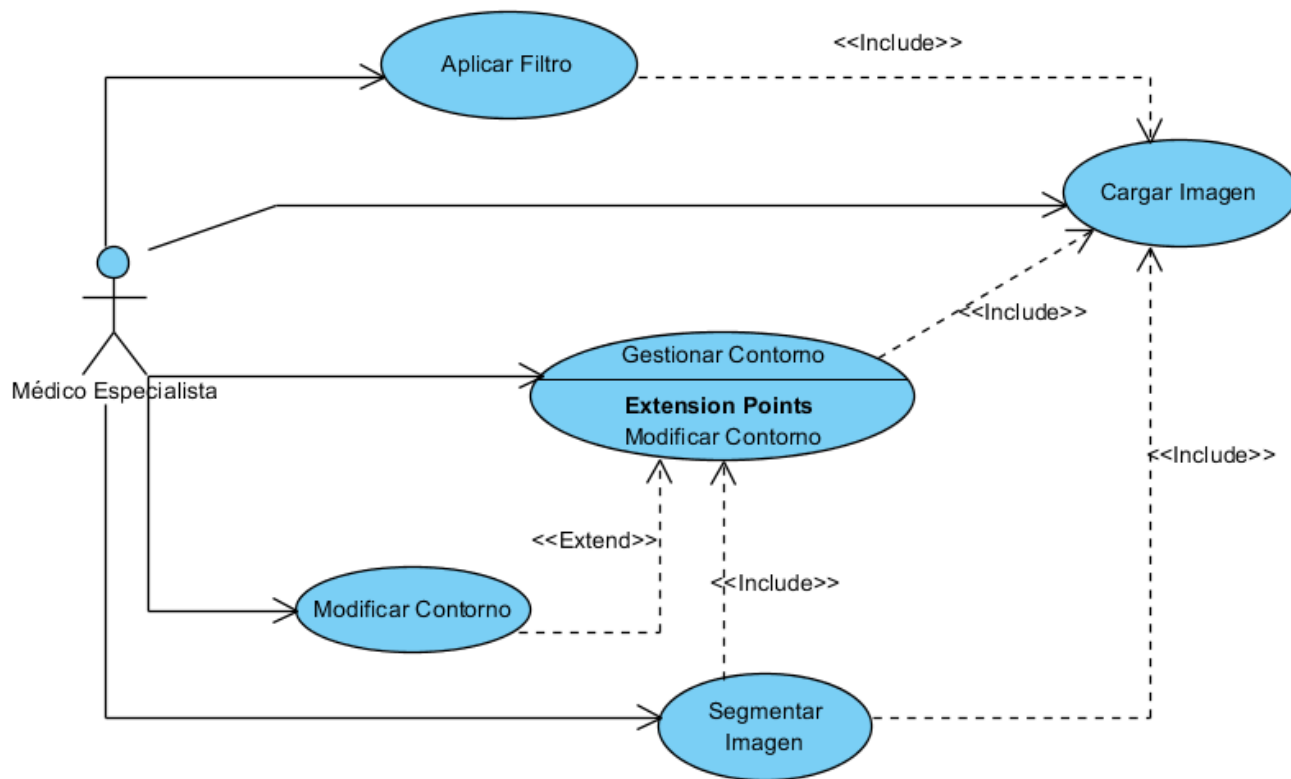 Aplicar Filtro
<<Include>>
Cargar Imagen
<<Include>>
Gestionar Contorno
Médico Especialista
Extension Points
Modificar Contorno
<<Include>>
<<Extend>>
<<Include>>
Modificar Contorno
Segmentar
Imagen